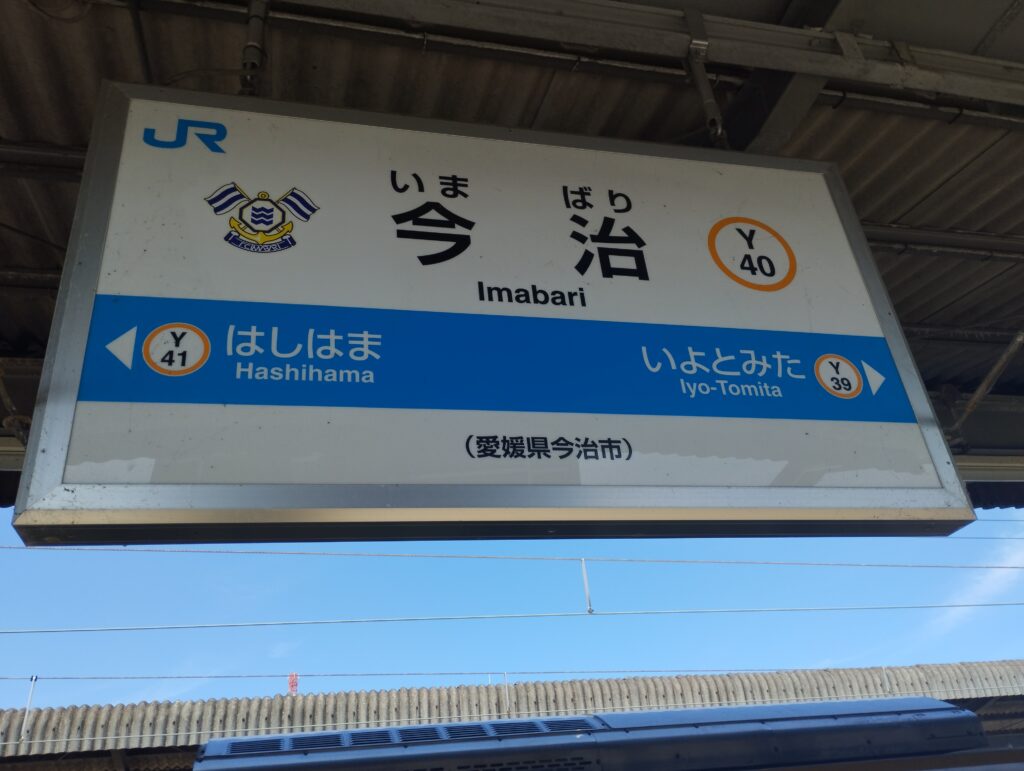 JR
いま ばり
今 治
Imabari
Y
40
Y
41
はしはま
Hashihama
いよとみた
Iyo-Tomita
Y
39
(愛媛県今治市)